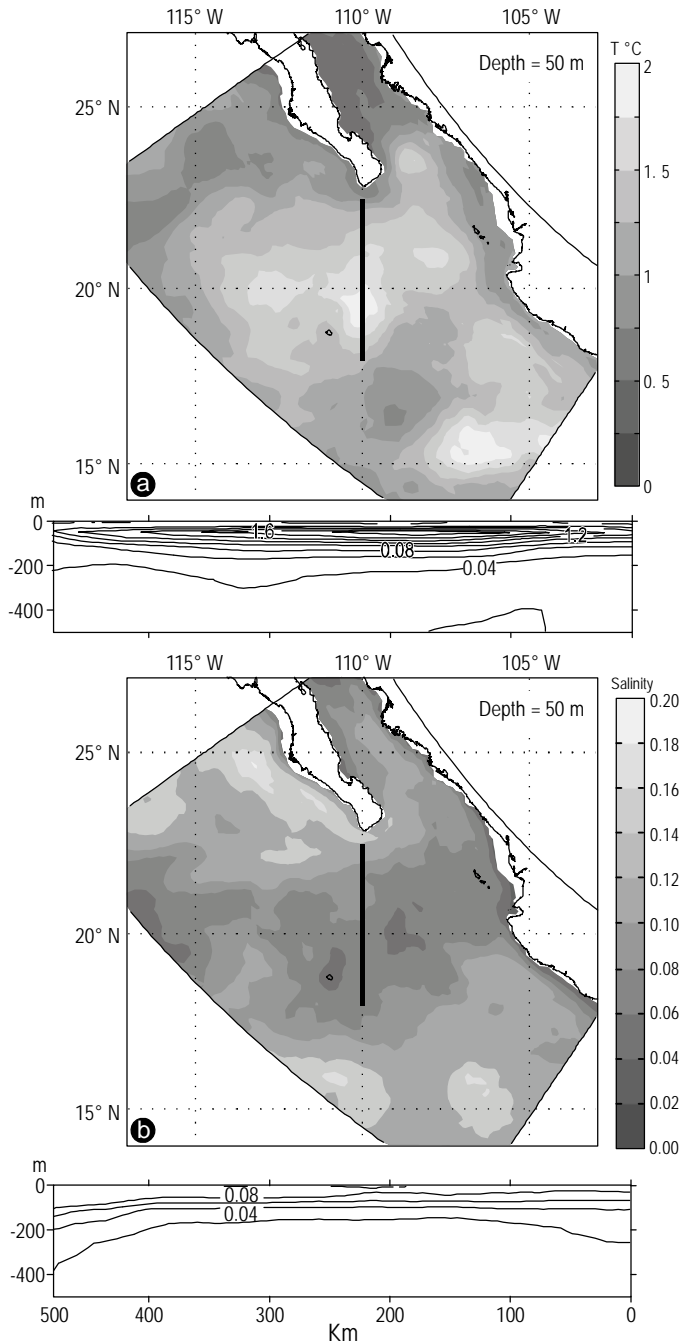 115° W 110° W 105° W
Depth = 50 m
T °C
2
25° N
1.5
1
20° N
0.5
15° N
0
a
m
0
1.6
1.2
0.08
-200
0.04
-400
115° W 110° W 105° W
Depth = 50 m
Salinity
0.20
0.18
25° N
0.16
0.14
0.12
0.10
20° N
0.08
0.06
0.04
15° N
0.02
0.00
b
m
0
0.08
0.04
-200
-400
500 400 300 200 100 0
Km